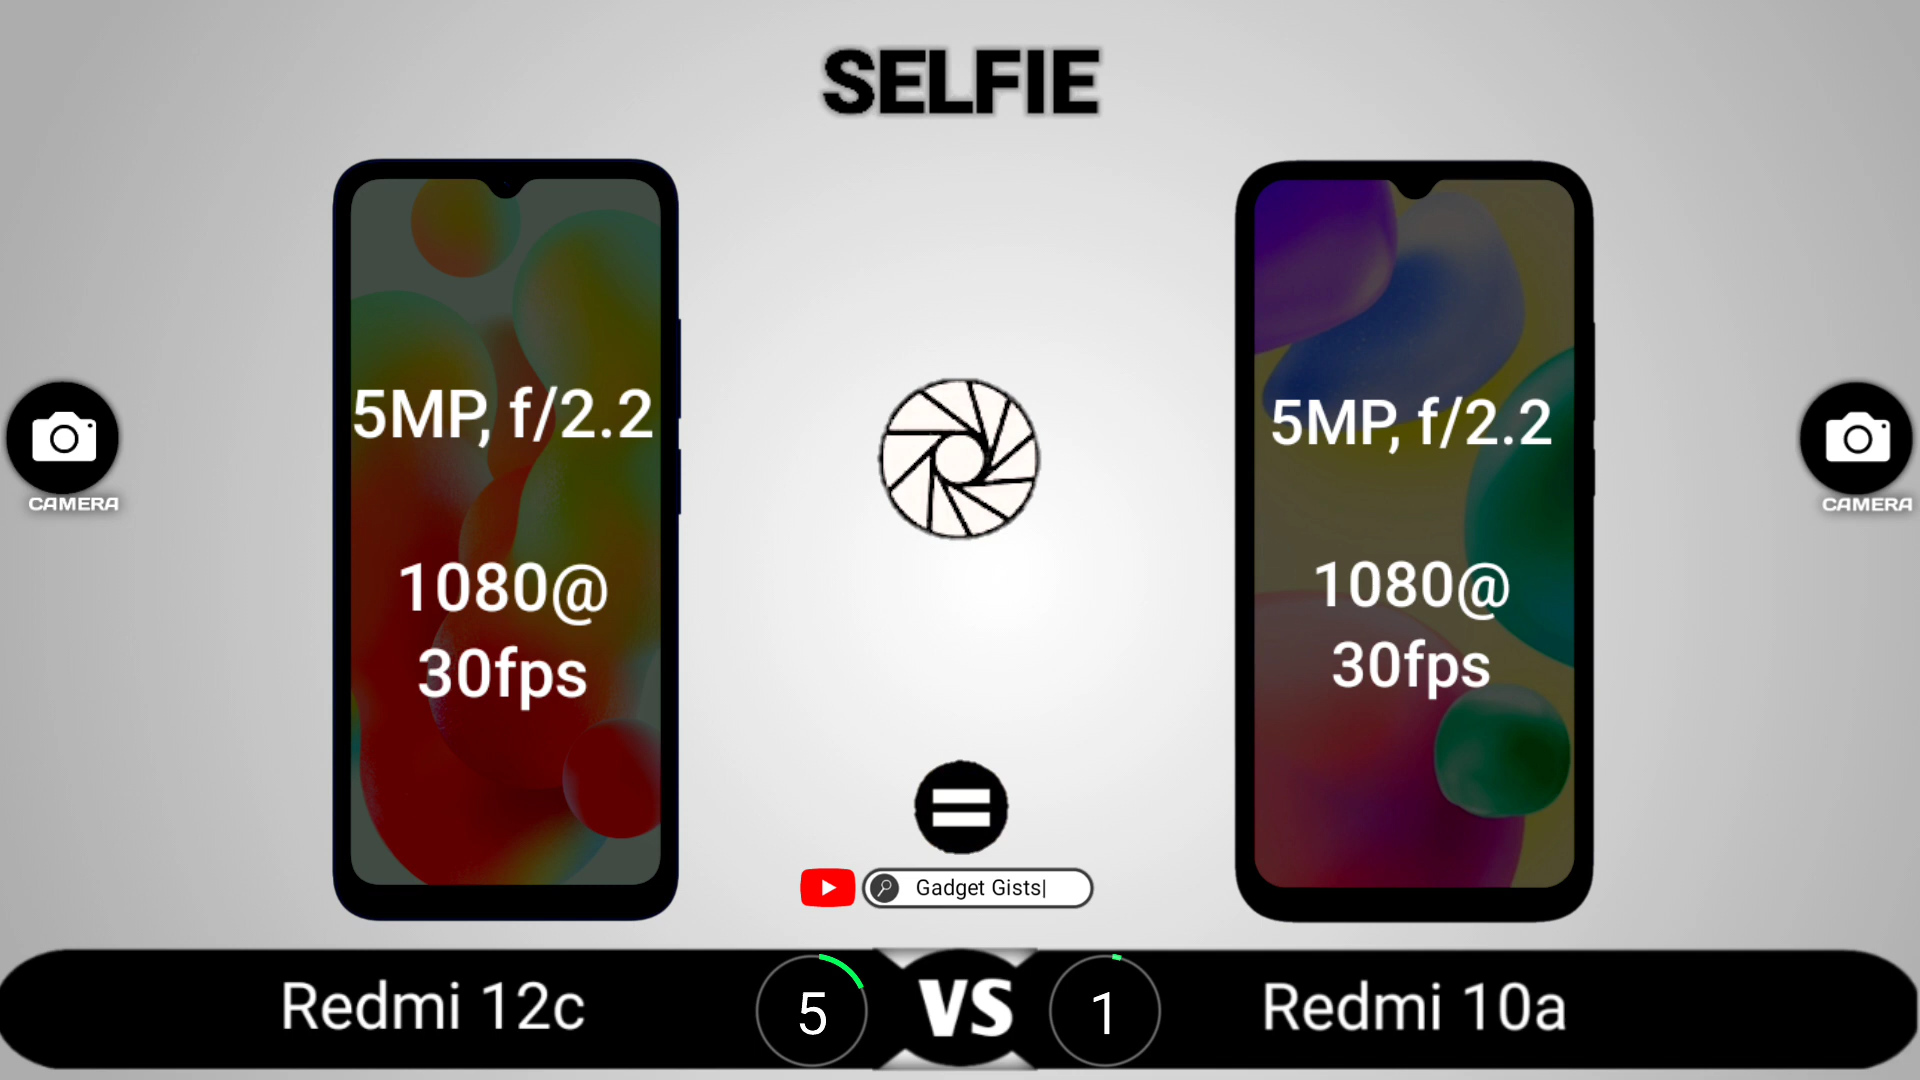 SELFIE
5MP, f/2.2
1080@
30fps
5MP, f/2.2
1080@
30fps
CAMERA
CAMERA
Gadget Gists|
Redmi 12c
5
VS
1
Redmi 10a